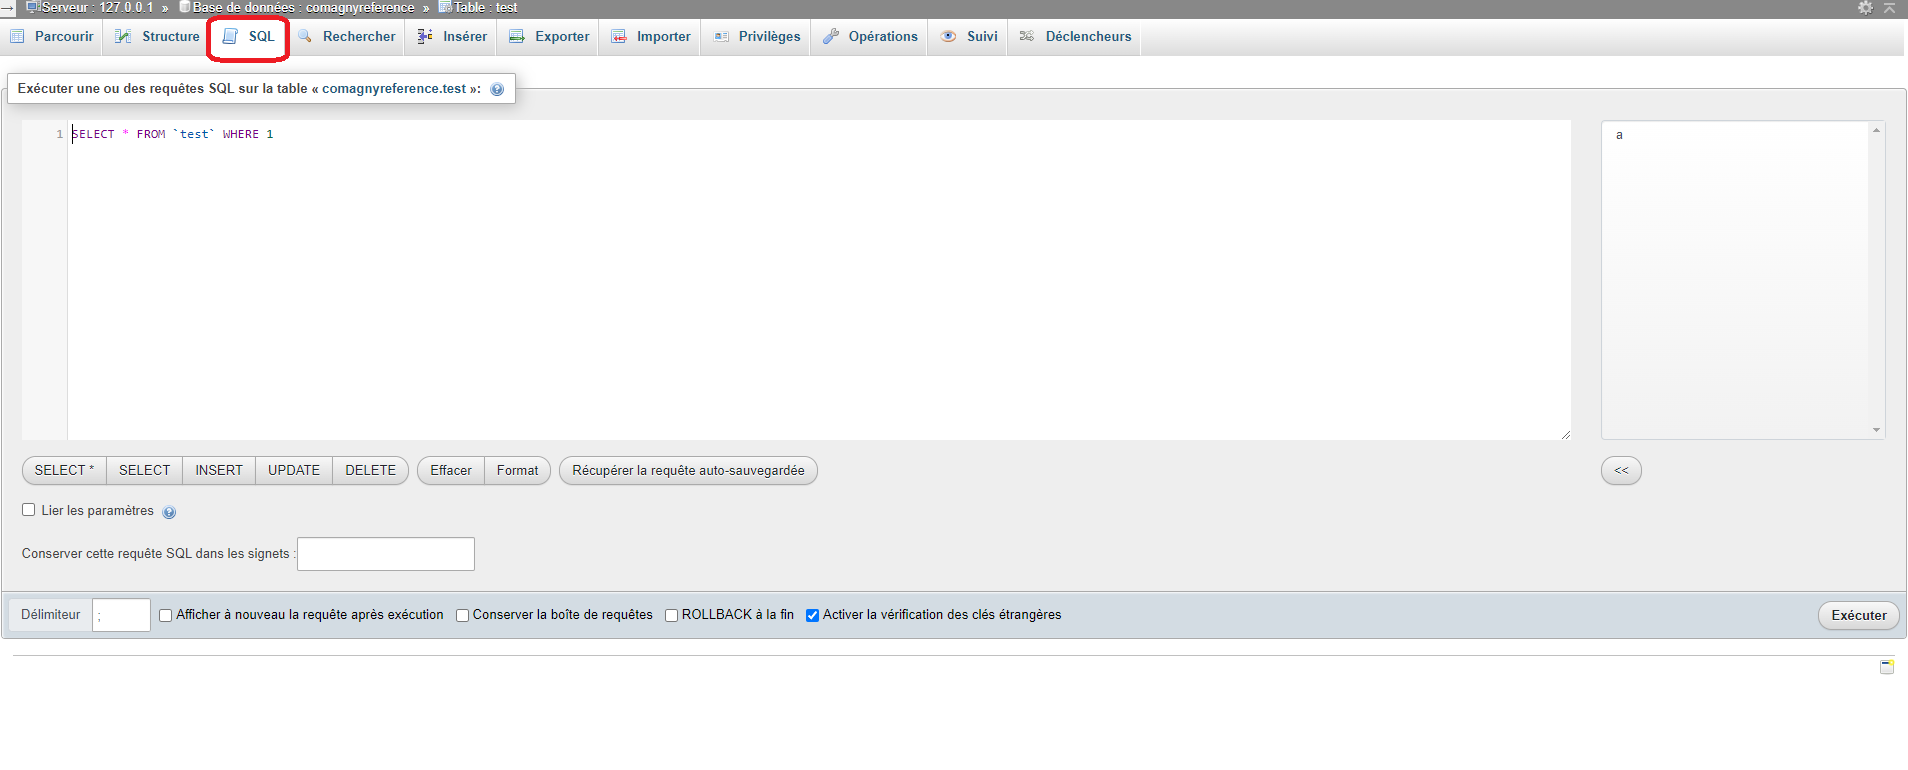 Serveur : 127.0.0.1 » Base de données : comagnyreference » Table : test
Parcourir Structure SQL Rechercher Insérer Exporter Importer Privilèges Opérations Suivi Déclencheurs
Exécuter une ou des requêtes SQL sur la table « comagnyreference.test »:
1 SELECT * FROM `test` WHERE 1
a
SELECT * SELECT INSERT UPDATE DELETE Effacer Format Récupérer la requête auto-sauvegardée <<
Lier les paramètres
Conserver cette requête SQL dans les signets :
Délimiteur ; Afficher à nouveau la requête après exécution Conserver la boîte de requêtes ROLLBACK à la fin Activer la vérification des clés étrangères Exécuter